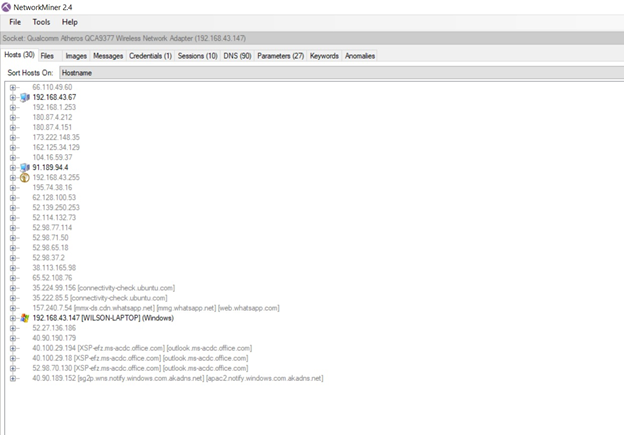 NetworkMiner 2.4
File Tools Help
Socket: Qualcomm Atheros QCA9377 Wireless Network Adapter (192.168.43.147)
Hosts (30) Files Images Messages Credentials (1) Sessions (10) DNS (90) Parameters (27) Keywords Anomalies
Sort Hosts On: Hostname
66.110.49.60
192.168.43.67
192.168.1.253
180.87.4.212
180.87.4.151
173.222.148.35
162.125.34.129
104.16.59.37
91.189.94.4
192.168.43.255
195.74.38.16
62.128.100.53
52.139.250.253
52.114.132.73
52.98.77.114
52.98.71.50
52.98.65.18
52.98.37.2
38.113.165.98
65.52.108.76
35.224.99.156 [connectivity-check.ubuntu.com]
35.222.85.5 [connectivity-check.ubuntu.com]
157.240.7.54 [mmx-ds.cdn.whatsapp.net] [mmg.whatsapp.net] [web.whatsapp.com]
192.168.43.147 [WILSON-LAPTOP] (Windows)
52.27.136.186
40.90.190.179
40.100.29.194 [XSP-efz.ms-acdc.office.com] [outlook.ms-acdc.office.com]
40.100.29.18 [XSP-efz.ms-acdc.office.com] [outlook.ms-acdc.office.com]
52.98.70.130 [XSP-efz.ms-acdc.office.com] [outlook.ms-acdc.office.com]
40.90.189.152 [sg2p.wns.notify.windows.com.akadns.net] [apac2.notify.windows.com.akadns.net]